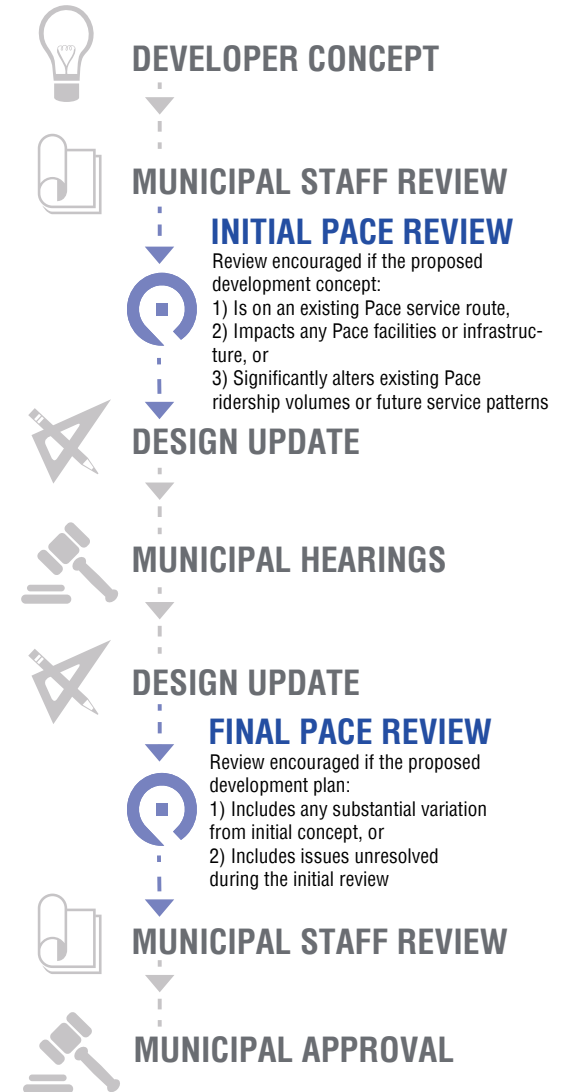 DEVELOPER CONCEPT
MUNICIPAL STAFF REVIEW
INITIAL PACE REVIEW
Review encouraged if the proposed
development concept:
1) Is on an existing Pace service route,
2) Impacts any Pace facilities or infrastruc-
ture, or
3) Significantly alters existing Pace
ridership volumes or future service patterns
DESIGN UPDATE
MUNICIPAL HEARINGS
DESIGN UPDATE
FINAL PACE REVIEW
Review encouraged if the proposed
development plan:
1) Includes any substantial variation
from initial concept, or
2) Includes issues unresolved
during the initial review
MUNICIPAL STAFF REVIEW
MUNICIPAL APPROVAL